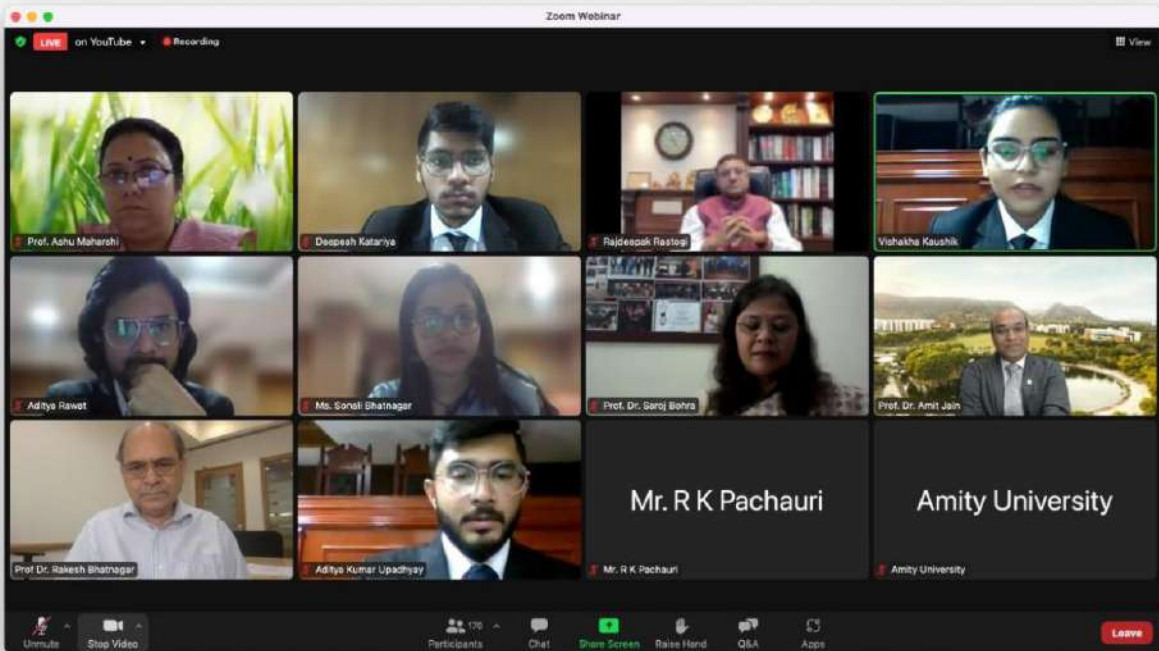 Zoom Webinar
LIVE on YouTube Recording View
Prof. Ashu Maharshi
Deepesh Katariya
Rajdeepak Rastogi
Vishakha Kaushik
Aditya Rawat
Ms. Sonali Bhatnagar
Prof. Dr. Saroj Bohra
Prof. Dr. Amit Jain
Prof Dr. Rakesh Bhatnagar
Aditya Kumar Upadhyay
Mr. R K Pachauri
Mr. R K Pachauri
Amity University
Amity University
Unmute
Stop Video
Participants 170
Chat
Share Screen
Raise Hand
Q&A
Apps
Leave